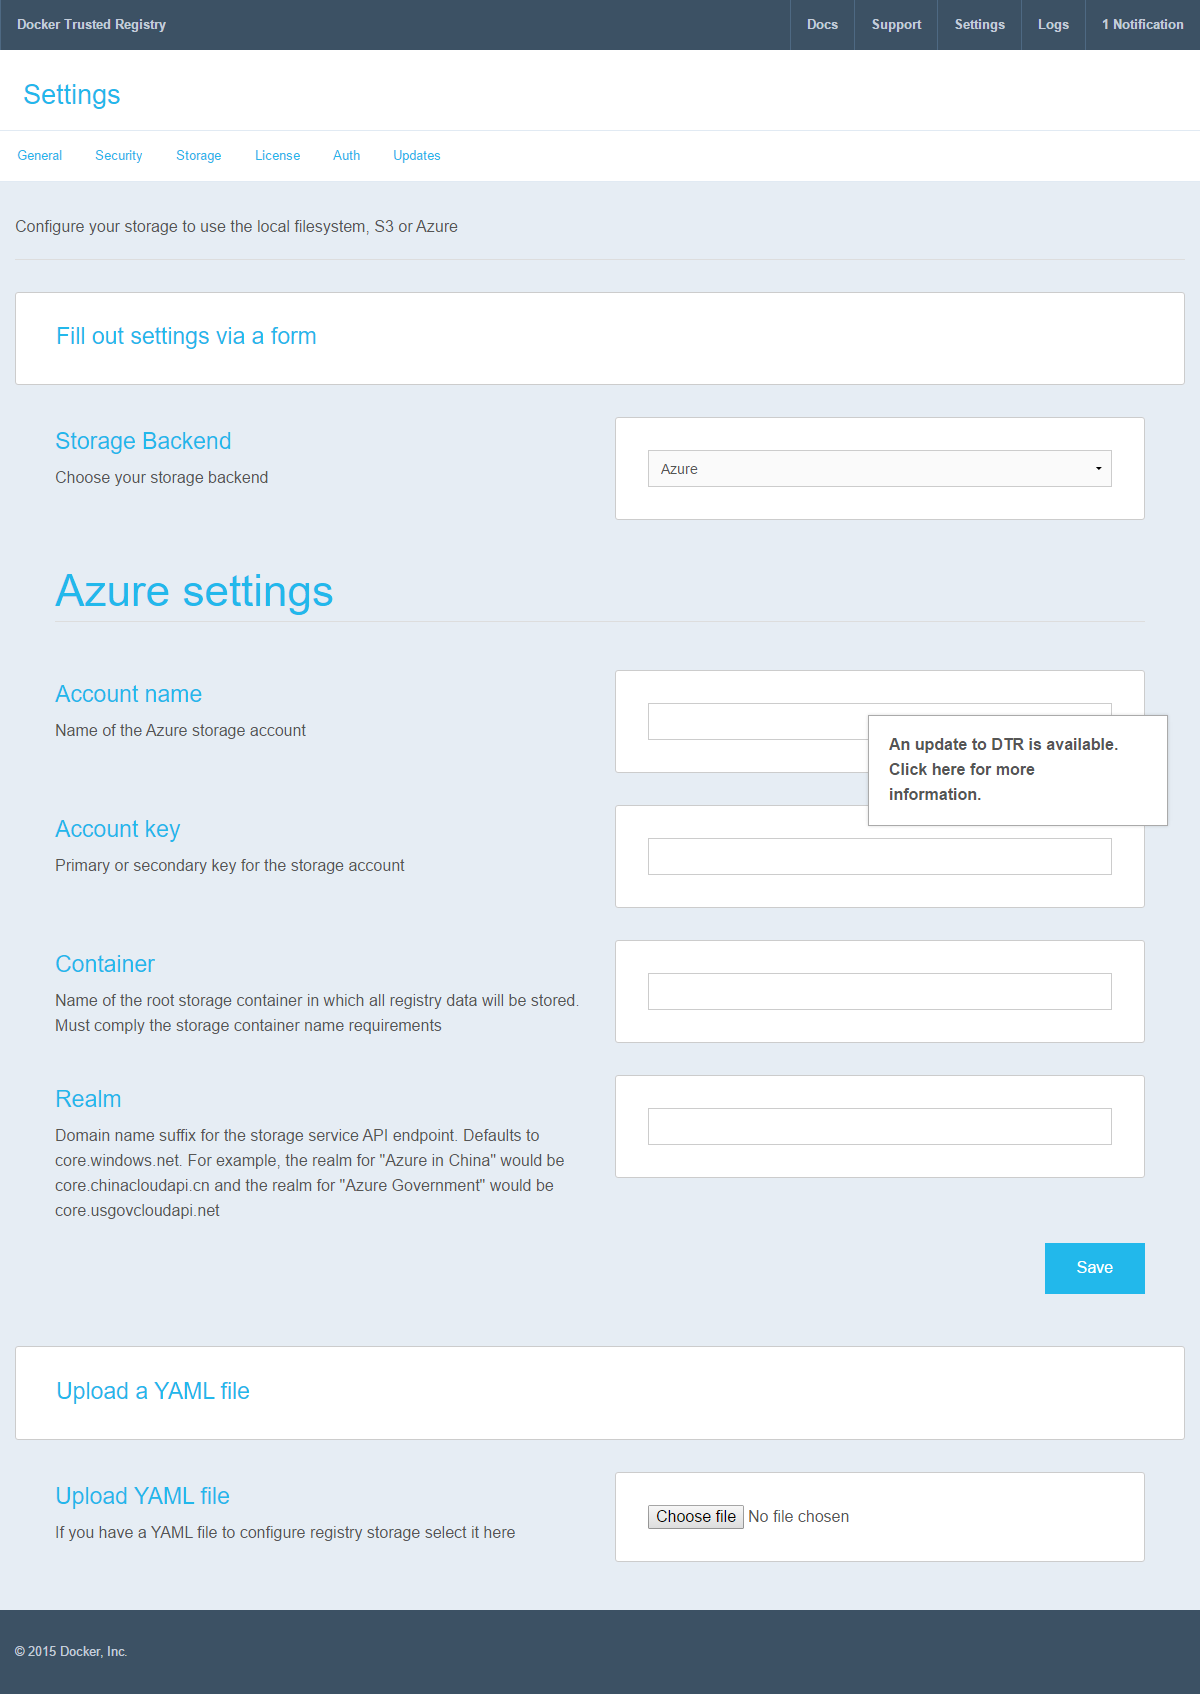 Docker Trusted Registry
Docs
Support
Settings
Logs
1 Notification
Settings
General
Security
Storage
License
Auth
Updates
Configure your storage to use the local filesystem, S3 or Azure
Fill out settings via a form
Storage Backend
Choose your storage backend
Azure
Azure settings
Account name
Name of the Azure storage account
An update to DTR is available.
Click here for more
information.
Account key
Primary or secondary key for the storage account
Container
Name of the root storage container in which all registry data will be stored.
Must comply the storage container name requirements
Realm
Domain name suffix for the storage service API endpoint. Defaults to
core.windows.net. For example, the realm for "Azure in China" would be
core.chinacloudapi.cn and the realm for "Azure Government" would be
core.usgovcloudapi.net
Save
Upload a YAML file
Upload YAML file
If you have a YAML file to configure registry storage select it here
Choose file No file chosen
© 2015 Docker, Inc.